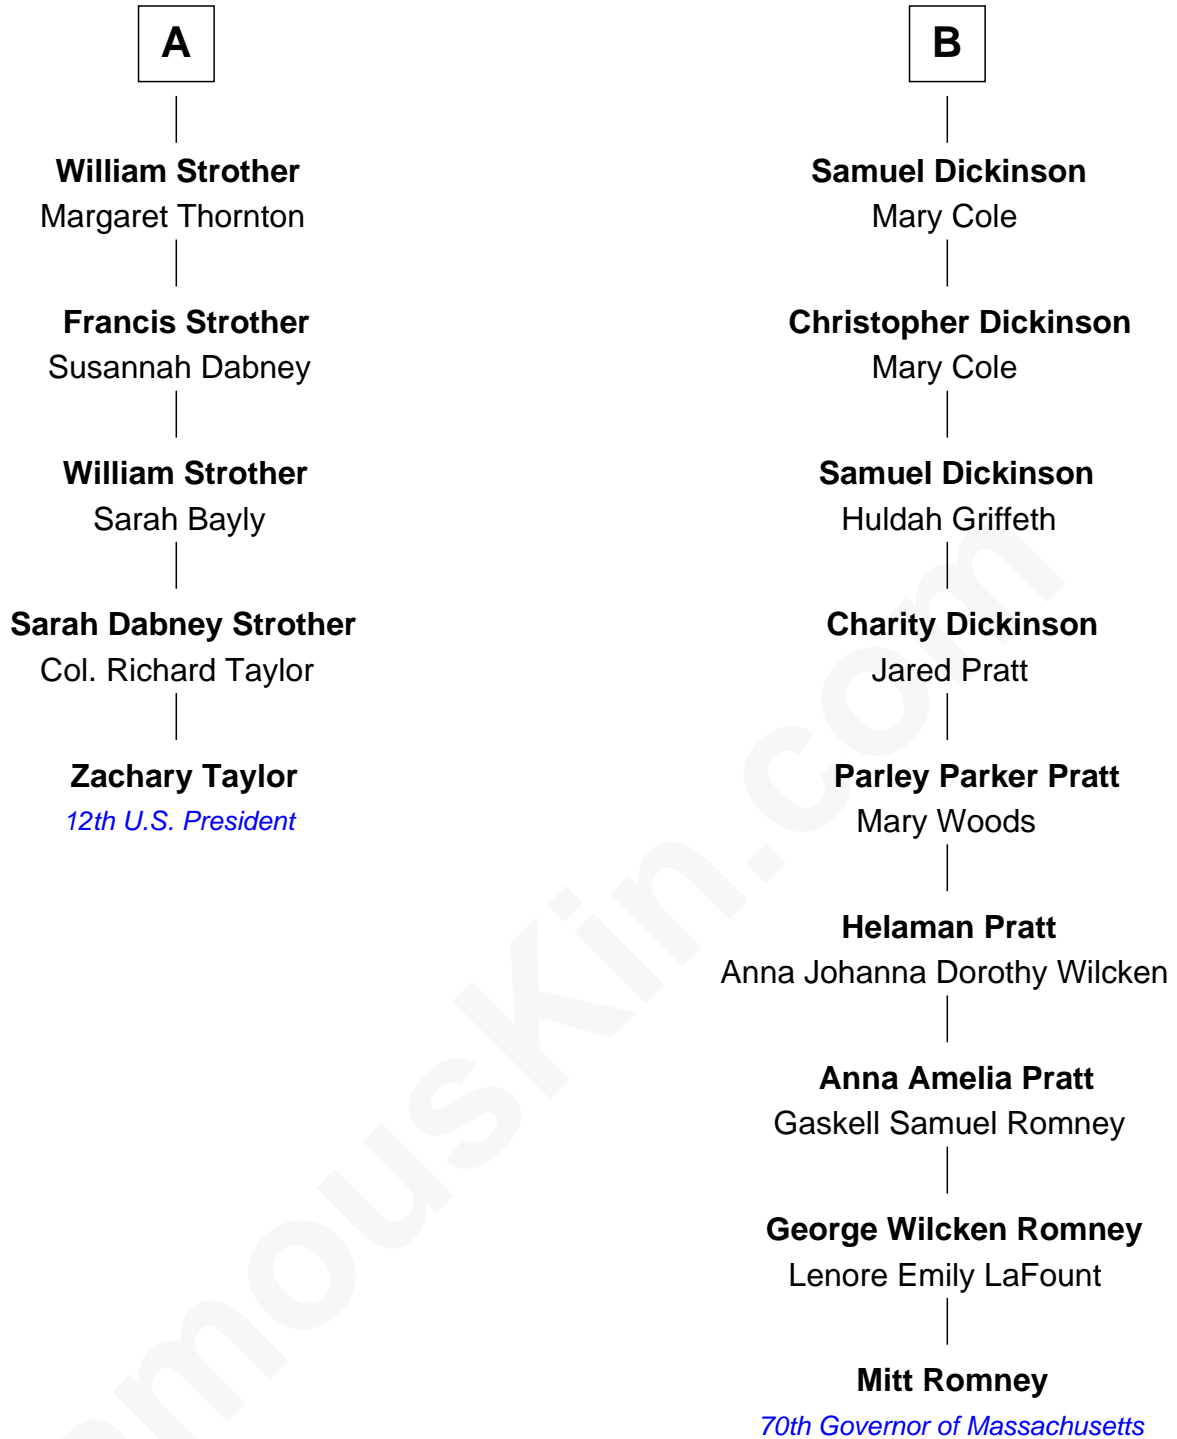 A
William Strother
Margaret Thornton
Francis Strother
Susannah Dabney
William Strother
Sarah Bayly
Sarah Dabney Strother
Col. Richard Taylor
Zachary Taylor
12th U.S. President
B
Samuel Dickinson
Mary Cole
Christopher Dickinson
Mary Cole
Samuel Dickinson
Huldah Griffeth
Charity Dickinson
Jared Pratt
Parley Parker Pratt
Mary Woods
Helaman Pratt
Anna Johanna Dorothy Wilcken
Anna Amelia Pratt
Gaskell Samuel Romney
George Wilcken Romney
Lenore Emily LaFount
Mitt Romney
70th Governor of Massachusetts
amousKin.com